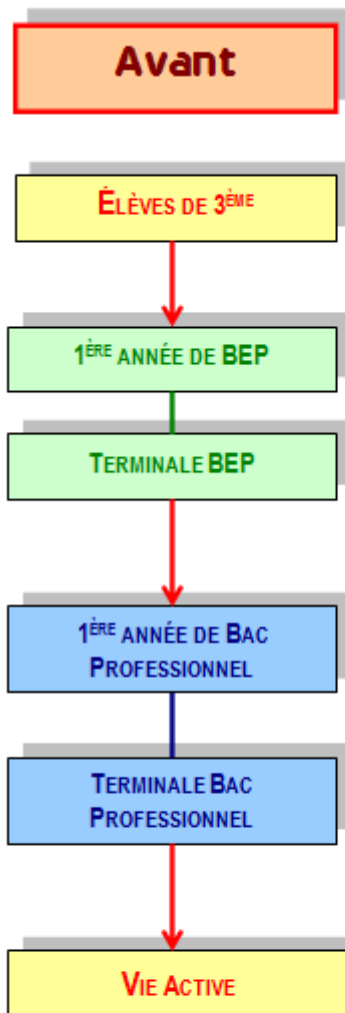 Avant
ÉLÈVES DE 3ÈME
1ÈRE ANNÉE DE BEP
TERMINALE BEP
1ÈRE ANNÉE DE BAC
PROFESSIONNEL
TERMINALE BAC
PROFESSIONNEL
VIE ACTIVE